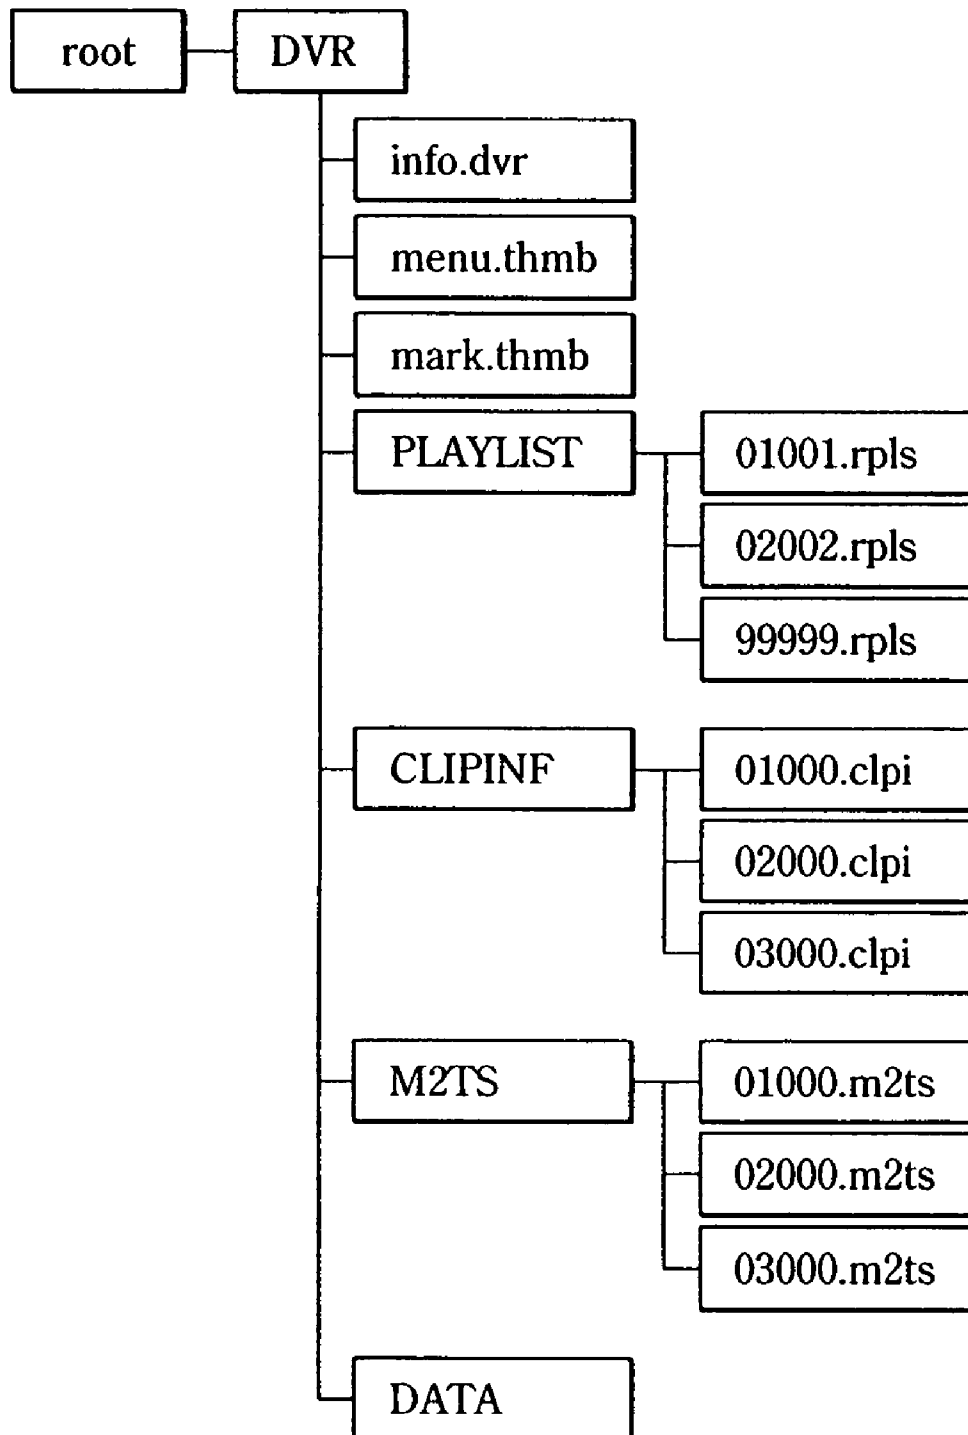 root DVR
info.dvr
menu.thmb
mark.thmb
PLAYLIST 01001.rpls
02002.rpls
99999.rpls
CLIPINF 01000.clpi
02000.clpi
03000.clpi
M2TS 01000.m2ts
02000.m2ts
03000.m2ts
DATA